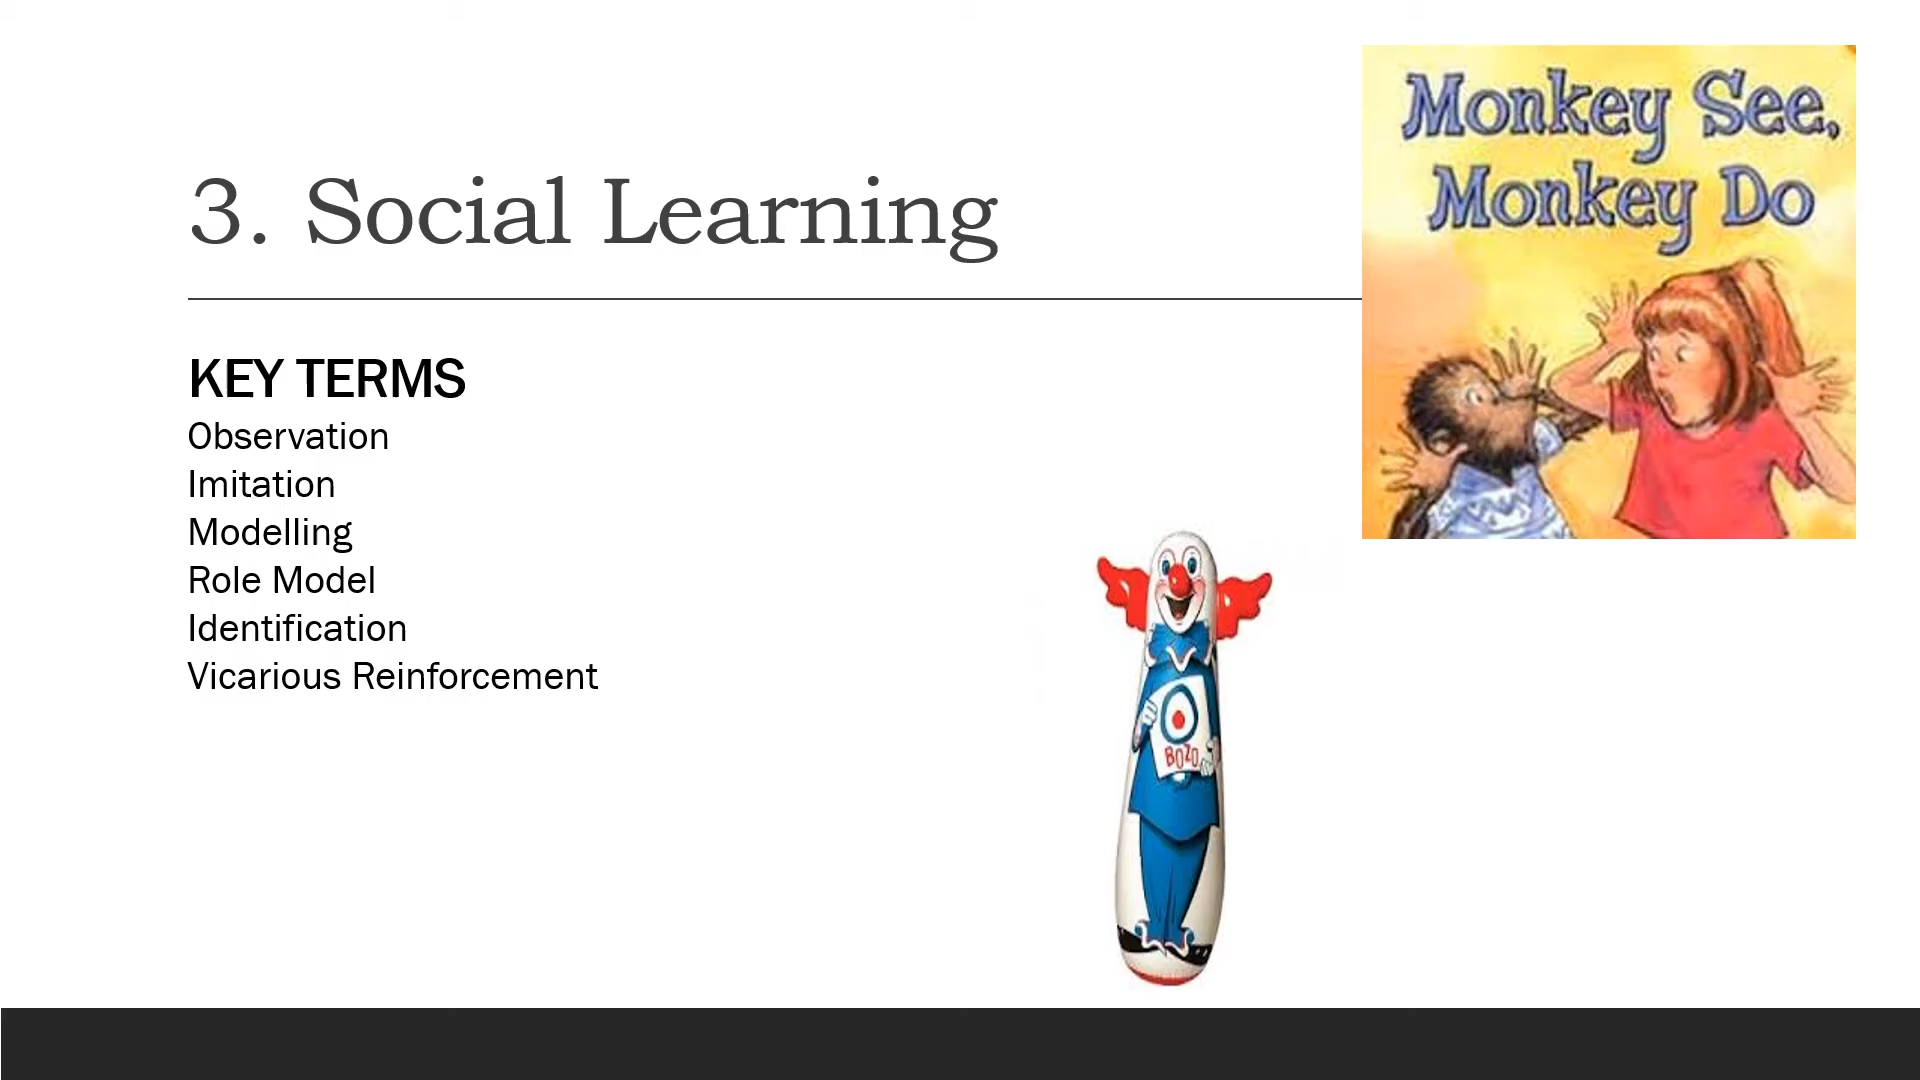 3. Social Learning
KEY TERMS
Observation
Imitation
Modelling
Role Model
Identification
Vicarious Reinforcement
Monkey See,
Monkey Do
BOZO